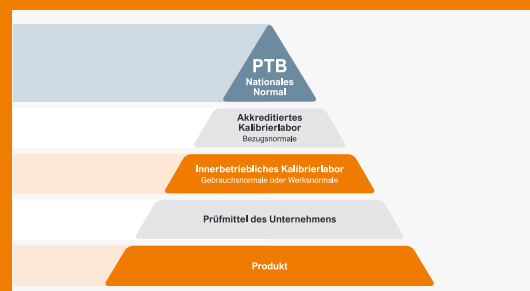 PTB
Nationales
Normal
Akkreditiertes
Kalibrierlabor
Bezugsnormale
Innerbetriebliches Kalibrierlabor
Gebrauchsnormale oder Werksnormale
Prüfmittel des Unternehmens
Produkt